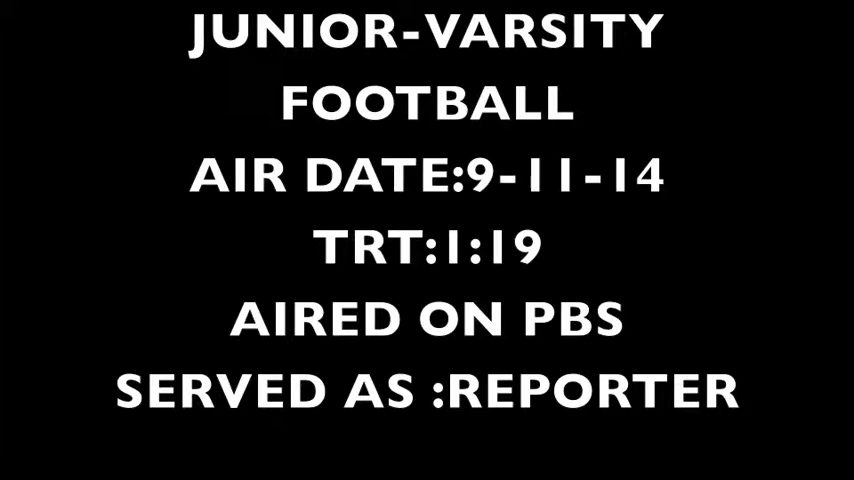 JUNIOR-VARSITY
FOOTBALL
AIR DATE:9-11-14
TRT:1:19
AIRED ON PBS
SERVED AS :REPORTER